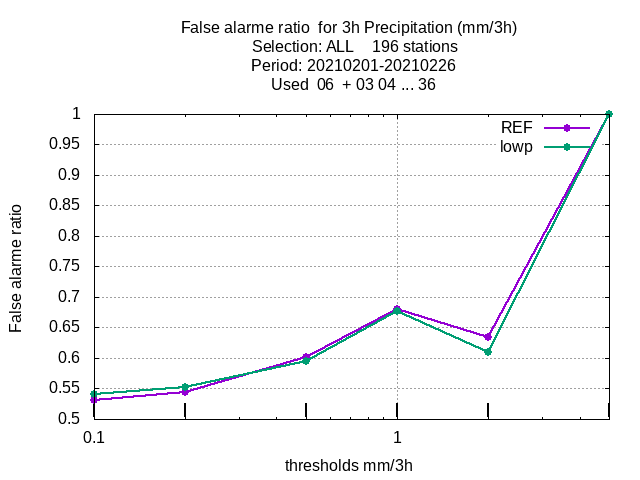 False alarme ratio  for 3h Precipitation (mm/3h)
Selection: ALL    196 stations
Period: 20210201-20210226
Used  06  + 03 04 ... 36
REF
lowp
1
0.95
0.9
0.85
0.8
0.75
0.7
0.65
0.6
0.55
0.5
False alarme ratio
0.1 1
thresholds mm/3h